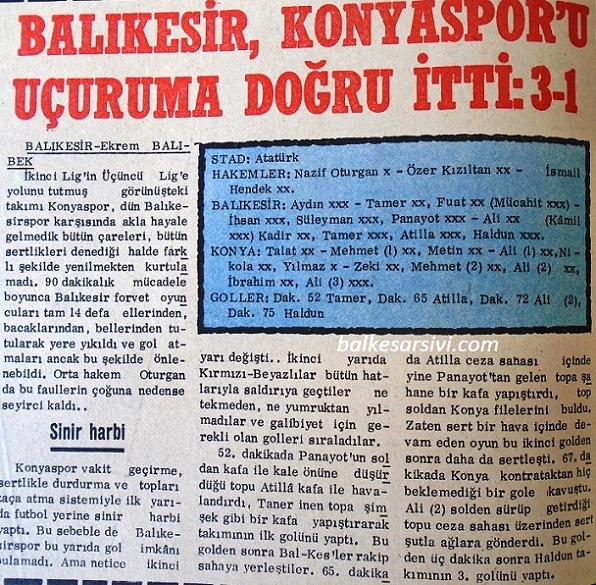 BALIKESİR, KONYASPOR'U
UÇURUMA DOĞRU İTTİ: 3-1
BALIKESİR-Ekrem BALI-
BEK
İkinci Lig'in Üçüncü Lig'e
yolunu tutmuş görünüşteki
takımı Konyaspor, dün Balıke-
sirspor karşısında akla hayale
gelmedik bütün çareleri, bütün
sertlikleri denediği halde fark
lı şekilde yenilmekten kurtula
madı. 90 dakikalık mücadele
boyunca Balıkesir forvet oyun
cuları tam 14 defa ellerinden,
bacaklarından, bellerinden tu-
tularak yere yıkıldı ve gol at-
maları ancak bu şekilde önle-
nebildi. Orta hakem Oturgan
da bu faullerin çoğuna nedense
seyirci kaldı..
Sinir harbi
Konyaspor vakit geçirme,
sertlikle durdurma ve topları
taça atma sistemiyle ilk yarı-
da futbol yerine sinir harbi
yaptı. Bu sebeble de Balıke-
sirspor bu yarıda gol imkânı
bulamadı. Ama netice ikinci
STAD: Atatürk
HAKEMLER: Nazif Oturgan x - Özer Kızıltan xx - İsmail
Hendek xx.
BALIKESİR: Aydın xxx - Tamer xx, Fuat xx (Mücahit xxx) -
İhsan xxx, Süleyman xxx, Panayot xxx - Ali xx (Kâmil
xxx) Kadir xx, Tamer xxx, Atilla xxx, Haldun xxx.
KONYA: Talat xx - Mehmet (l) xx, Metin xx - Ali (l) xx, Ni-
kola xx, Yılmaz x - Zeki xx, Mehmet (2) xx, Ali (2) xx,
İbrahim xx, Ali (3) xxx.
GOLLER: Dak. 52 Tamer, Dak. 65 Atilla, Dak. 72 Ali (2),
Dak. 75 Haldun
balkesarsivi.com
yarı değişti.. İkinci yarıda
Kırmızı-Beyazlılar bütün hat-
larıyla saldırıya geçtiler ne
tekmeden, ne yumruktan yıl-
madılar ve galibiyet için ge-
rekli olan golleri sıraladılar.
52. dakikada Panayot'un sol
dan kafa ile kale önüne düşür
düğü topu Atillâ kafa ile hava-
landırdı, Taner inen topa şim
şek gibi bir kafa yapıştırarak
takımının ilk golünü yaptı. Bu
golden sonra Bal-Kes'ler rakip
sahaya yerleştiler. 65. dakika
da Atilla ceza sahası içinde
yine Panayot'tan gelen topa şa
hane bir kafa yapıştırdı, top
soldan Konya filelerini buldu.
Zaten sert bir hava içinde de-
vam eden oyun bu ikinci golden
sonra daha da sertleşti. 67. da
kikada Konya kontrataktan hiç
beklemediği bir gole kavuştu.
Ali (2) solden sürüp getirdiği
topu ceza sahası üzerinden sert
şutla ağlara gönderdi. Bu gol-
den üç dakika sonra Haldun ta-
kımının 3. golünü yaptı.